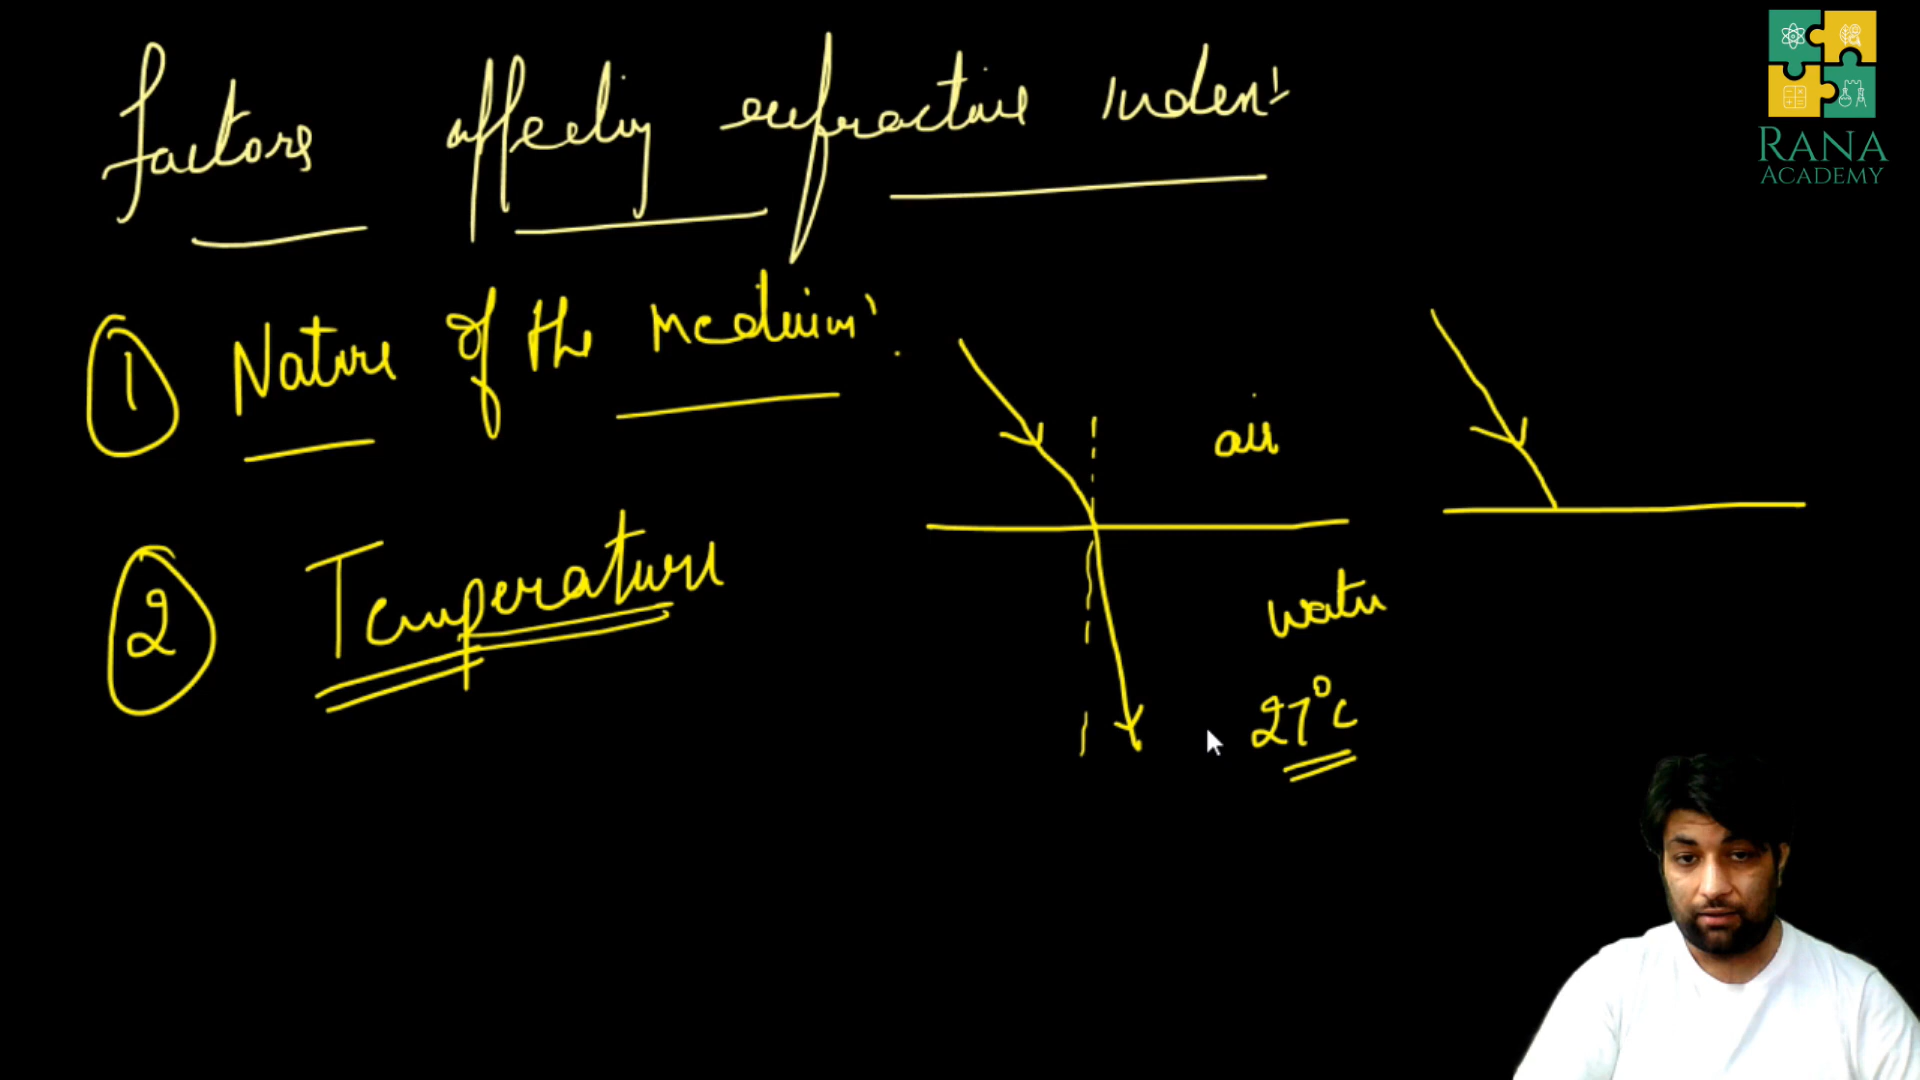 Factors affecting refractive index:
RANA
ACADEMY
1 Nature of the medium:
air
2 Temperature
water
27°C